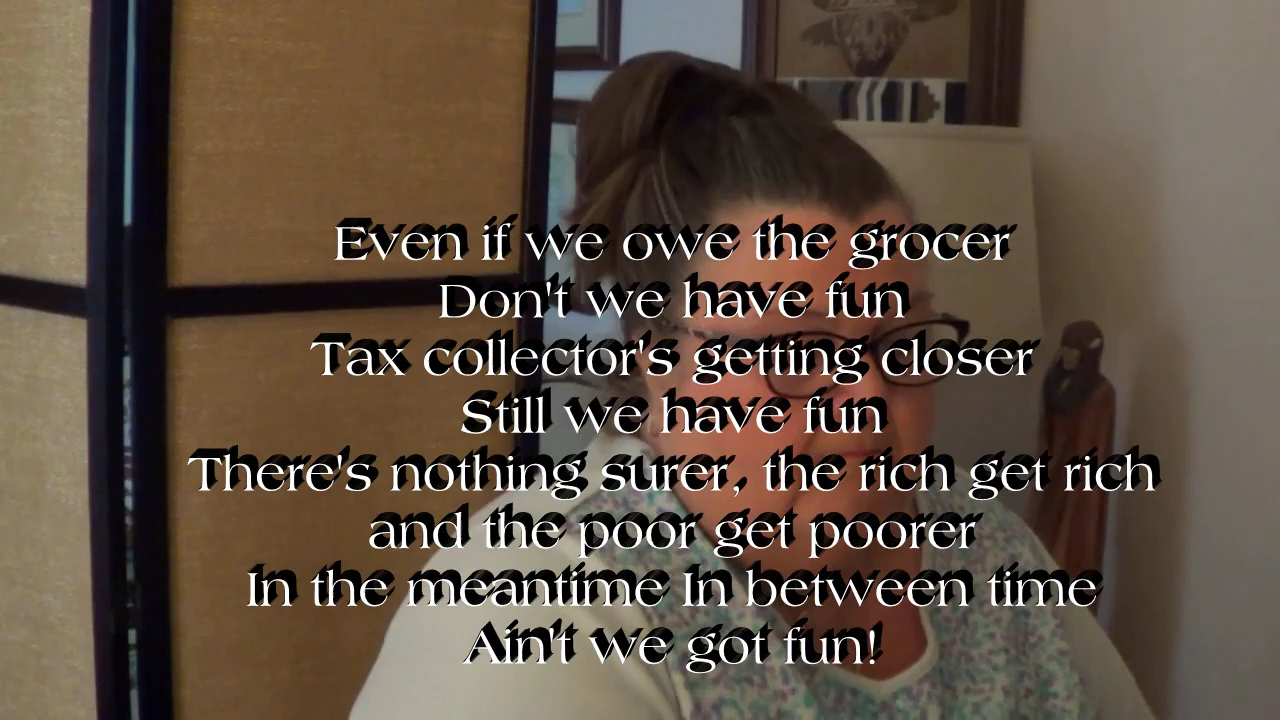 Even if we owe the grocer
Don't we have fun
Tax collector's getting closer
Still we have fun
There's nothing surer, the rich get rich
and the poor get poorer
In the meantime In between time
Ain't we got fun!